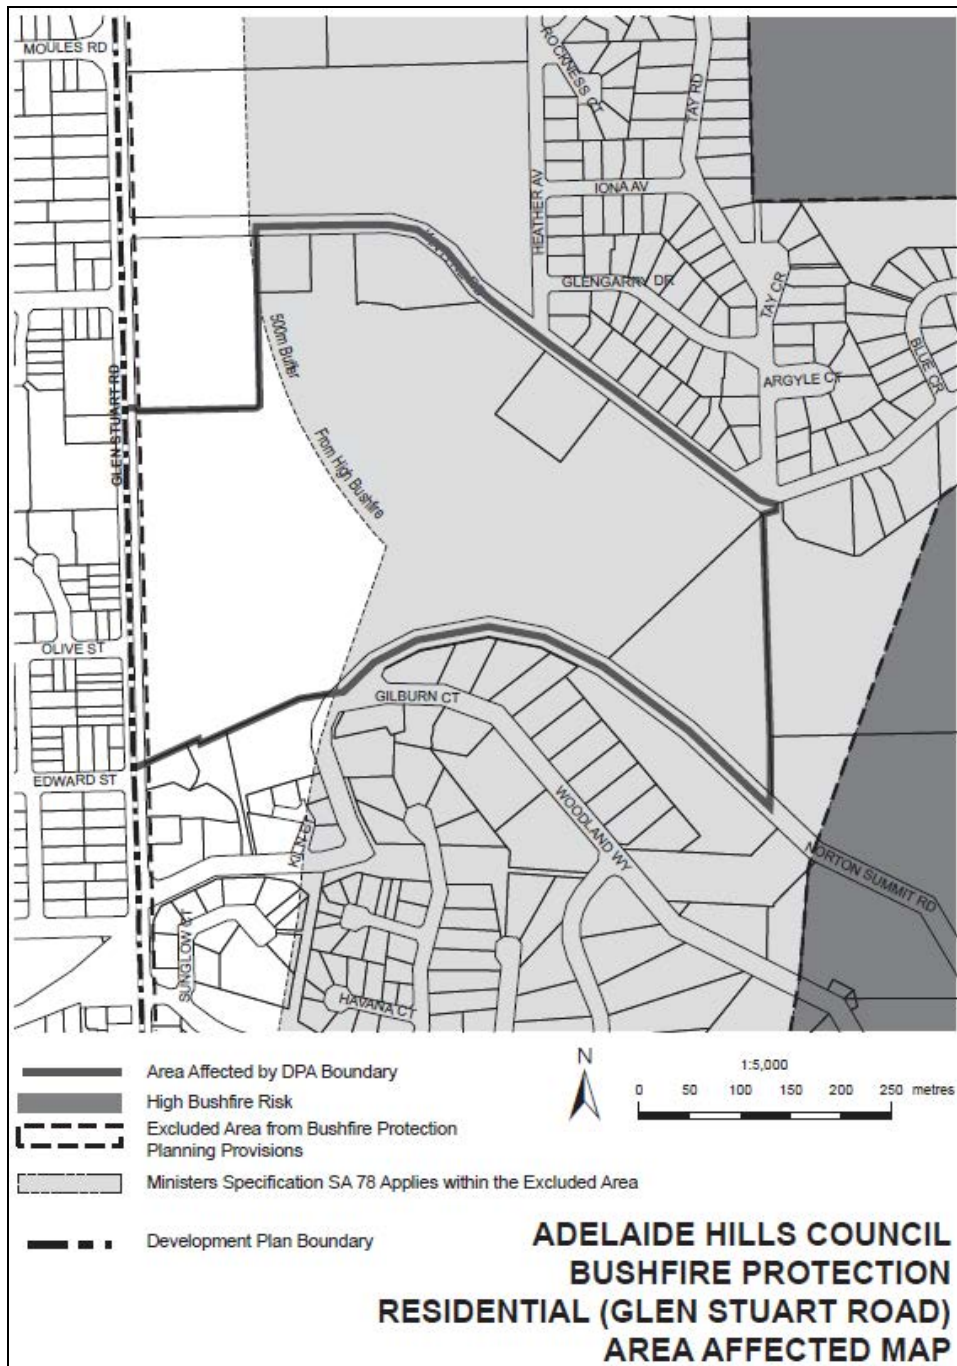 MOULES RD
ROCKNESS CT
TAY RD
IONA AV
HEATHER AV
GLENGARRY DR
TAY CR
BLUE CR
ARGYLE CT
500m Buffer
From High Bushfire
GLEN STUART RD
OLIVE ST
GILBURN CT
EDWARD ST
WOODLAND WY
NORTON SUMMIT RD
SUNGLOW CT
HAVANA CT
Area Affected by DPA Boundary
High Bushfire Risk
Excluded Area from Bushfire Protection
Planning Provisions
Ministers Specification SA 78 Applies within the Excluded Area
Development Plan Boundary
N
1:5,000
0 50 100 150 200 250 metres
ADELAIDE HILLS COUNCIL
BUSHFIRE PROTECTION
RESIDENTIAL (GLEN STUART ROAD)
AREA AFFECTED MAP